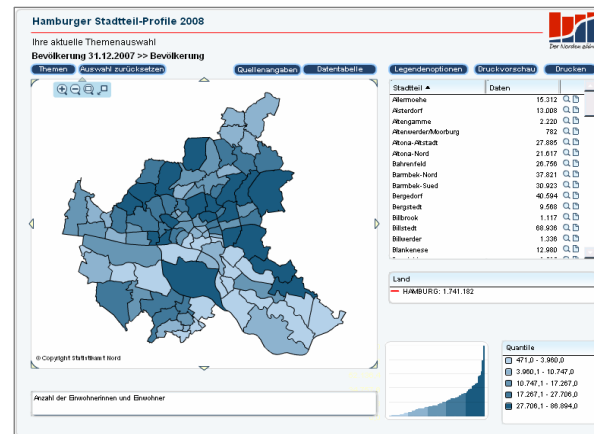 Hamburger Stadtteil-Profile 2008
Ihre aktuelle Themenauswahl
Bevölkerung 31.12.2007 >> Bevölkerung
Themen Auswahl zurücksetzen Quellenangaben Datentabelle Legendenoptionen Druckvorschau Drucken
Stadtteil Daten
Allermoehe 15.312
Alsterdorf 13.008
Altengamme 2.220
Altenwerder/Moorburg 782
Altona-Altstadt 27.885
Altona-Nord 21.617
Bahrenfeld 26.756
Barmbek-Nord 37.821
Barmbek-Sued 30.923
Bergedorf 40.594
Bergstedt 9.568
Billbrook 1.117
Billstedt 68.936
Billwerder 1.336
Blankenese 12.980
Land
HAMBURG: 1.741.182
© Copyright Statistikamt Nord
Anzahl der Einwohnerinnen und Einwohner
Quantile
471,0 - 3.960,0
3.960,1 - 10.747,0
10.747,1 - 17.267,0
17.267,1 - 27.706,0
27.706,1 - 86.894,0